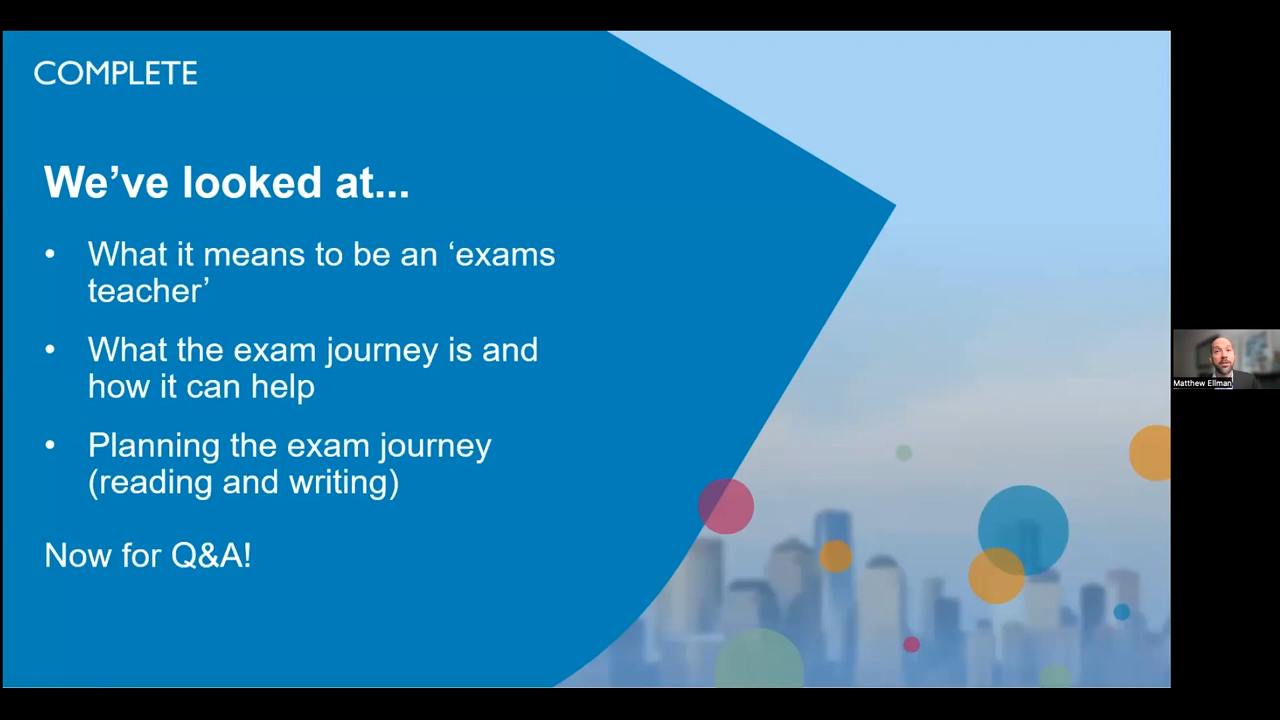 COMPLETE
We’ve looked at...
• What it means to be an ‘exams
teacher’
• What the exam journey is and
how it can help
• Planning the exam journey
(reading and writing)
Now for Q&A!
Matthew Ellman